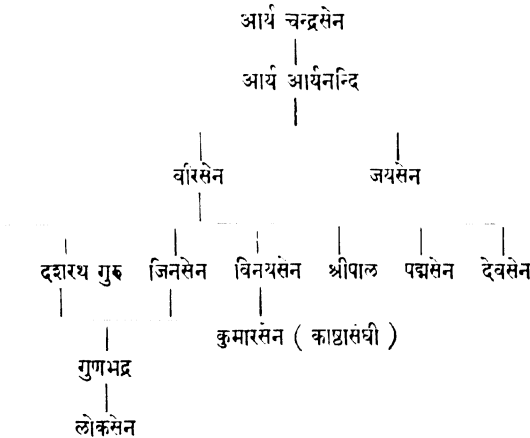 आर्य चन्द्रसेन
आर्य आर्यनन्दि
वीरसेन जयसेन
दशरथ गुरु जिनसेन विनयसेन श्रीपाल पद्मसेन देवसेन
कुमारसेन ( काष्ठासंघी )
गुणभद्र
लोकसेन